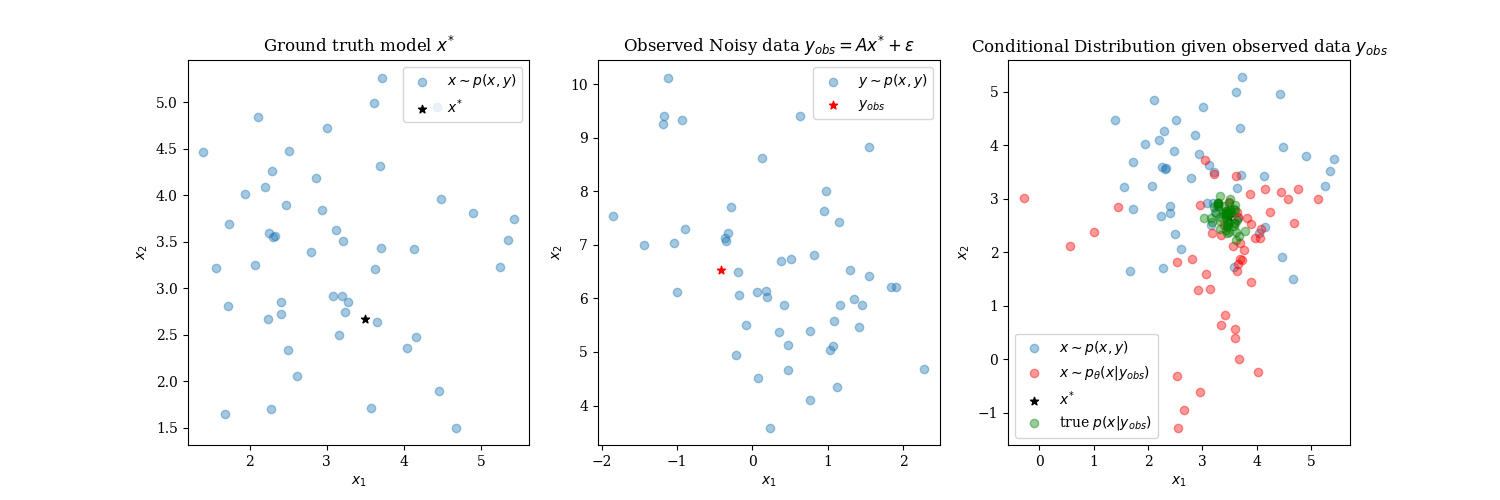 Ground truth model $x^*$
5.0
4.5
4.0
3.5
3.0
2.5
2.0
1.5
$x_2$
2
3
4
5
$x_1$
$x \sim p(x, y)$
$x^*$
Observed Noisy data $y_{obs} = Ax^* + \epsilon$
10
9
8
7
6
5
4
$x_2$
−2
−1
0
1
2
$x_1$
$y \sim p(x, y)$
$y_{obs}$
Conditional Distribution given observed data $y_{obs}$
5
4
3
2
1
0
−1
$x_2$
0
1
2
3
4
5
$x_1$
$x \sim p(x, y)$
$x \sim p_\theta(x|y_{obs})$
$x^*$
true $p(x|y_{obs})$